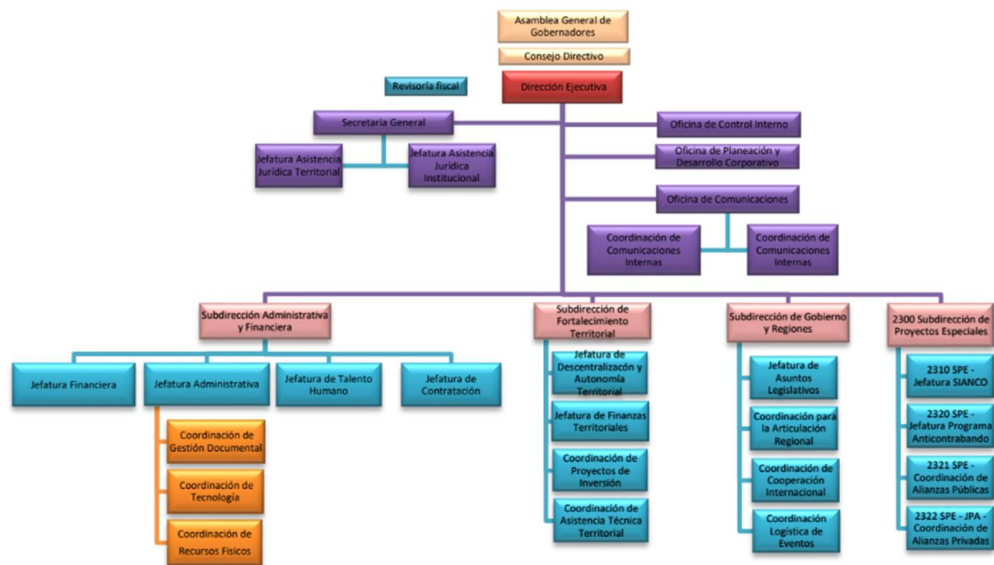 Asamblea General de
Gobernadores
Consejo Directivo
Revisoría fiscal
Dirección Ejecutiva
Secretaría General
Oficina de Control Interno
Jefatura Asistencia
Jurídica Territorial
Jefatura Asistencia
Jurídica
Institucional
Oficina de Planeación y
Desarrollo Corporativo
Oficina de Comunicaciones
Coordinación de
Comunicaciones
Internas
Coordinación de
Comunicaciones
Internas
Subdirección Administrativa
y Financiera
Subdirección de
Fortalecimiento
Territorial
Subdirección de Gobierno
y Regiones
2300 Subdirección de
Proyectos Especiales
Jefatura Financiera
Jefatura Administrativa
Jefatura de Talento
Humano
Jefatura de
Contratación
Coordinación de
Gestión Documental
Coordinación de
Tecnología
Coordinación de
Recursos Fisicos
Jefatura de
Descentralizacón y
Autonomía
Territorial
Jefatura de Finanzas
Territoriales
Coordinación de
Proyectos de
Inversión
Coordinación de
Asistencia Técnica
Territorial
Jefatura de
Asuntos
Legislativos
Coordinación para
la Articulación
Regional
Coordinación de
Cooperación
Internacional
Coordinación
Logística de
Eventos
2310 SPE -
Jefatura SIANCO
2320 SPE -
Jefatura Programa
Anticontrabando
2321 SPE -
Coordinación de
Alianzas Públicas
2322 SPE - JPA -
Coordinación de
Alianzas Privadas